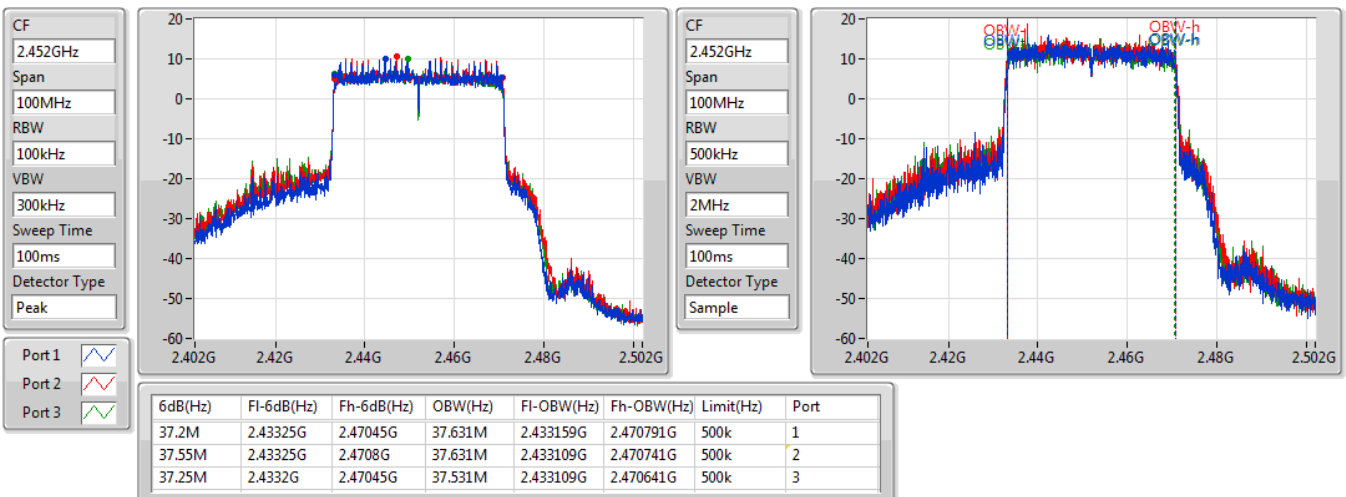 CF
2.452GHz
Span
100MHz
RBW
100kHz
VBW
300kHz
Sweep Time
100ms
Detector Type
Peak
20
10
0
-10
-20
-30
-40
-50
-60
2.402G 2.42G 2.44G 2.46G 2.48G 2.502G
CF
2.452GHz
Span
100MHz
RBW
500kHz
VBW
2MHz
Sweep Time
100ms
Detector Type
Sample
20
10
0
-10
-20
-30
-40
-50
-60
OBW-h
OBW-h
2.402G 2.42G 2.44G 2.46G 2.48G 2.502G
Port 1
Port 2
Port 3
6dB(Hz) Fl-6dB(Hz) Fh-6dB(Hz) OBW(Hz) Fl-OBW(Hz) Fh-OBW(Hz) Limit(Hz) Port
37.2M 2.43325G 2.47045G 37.631M 2.433159G 2.470791G 500k 1
37.55M 2.43325G 2.4708G 37.631M 2.433109G 2.470741G 500k 2
37.25M 2.4332G 2.47045G 37.531M 2.433109G 2.470641G 500k 3